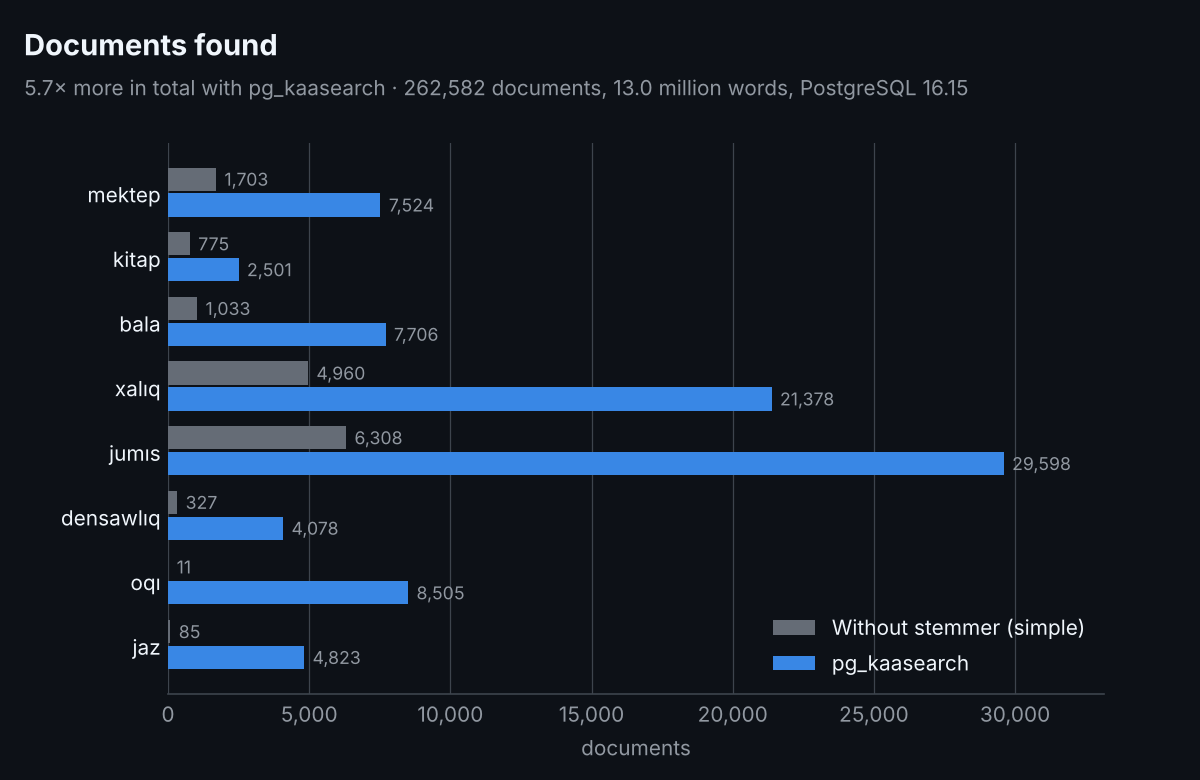 Documents found
5.7× more in total with pg_kaasearch · 262,582 documents, 13.0 million words, PostgreSQL 16.15
mektep
1,703
7,524
kitap
775
2,501
bala
1,033
7,706
xalıq
4,960
21,378
jumıs
6,308
29,598
densawlıq
327
4,078
oqı
11
8,505
jaz
85
4,823
Without stemmer (simple)
pg_kaasearch
0 5,000 10,000 15,000 20,000 25,000 30,000
documents